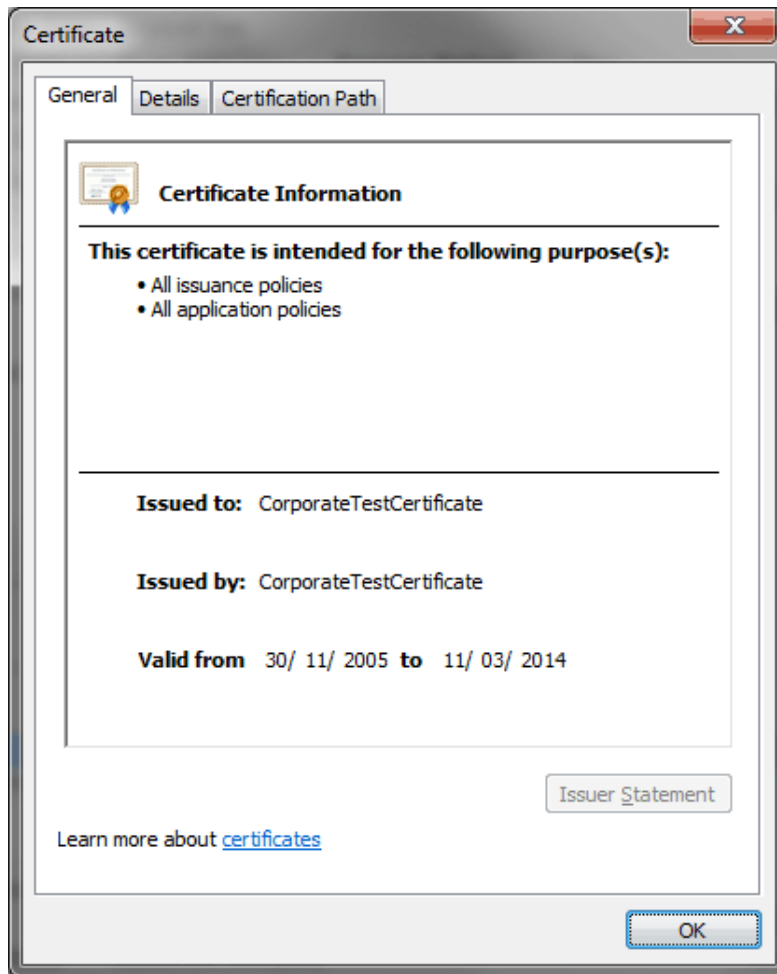 Certificate
General Details Certification Path
Certificate Information
This certificate is intended for the following purpose(s):
• All issuance policies
• All application policies
Issued to: CorporateTestCertificate
Issued by: CorporateTestCertificate
Valid from 30/ 11/ 2005 to 11/ 03/ 2014
Issuer Statement
Learn more about certificates
OK